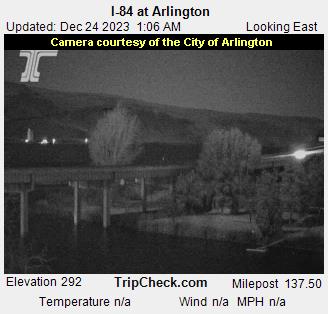 I-84 at Arlington
Updated: Dec 24 2023 1:06 AM Looking East
Camera courtesy of the City of Arlington
Elevation 292 TripCheck.com Milepost 137.50
Temperature n/a Wind n/a MPH n/a